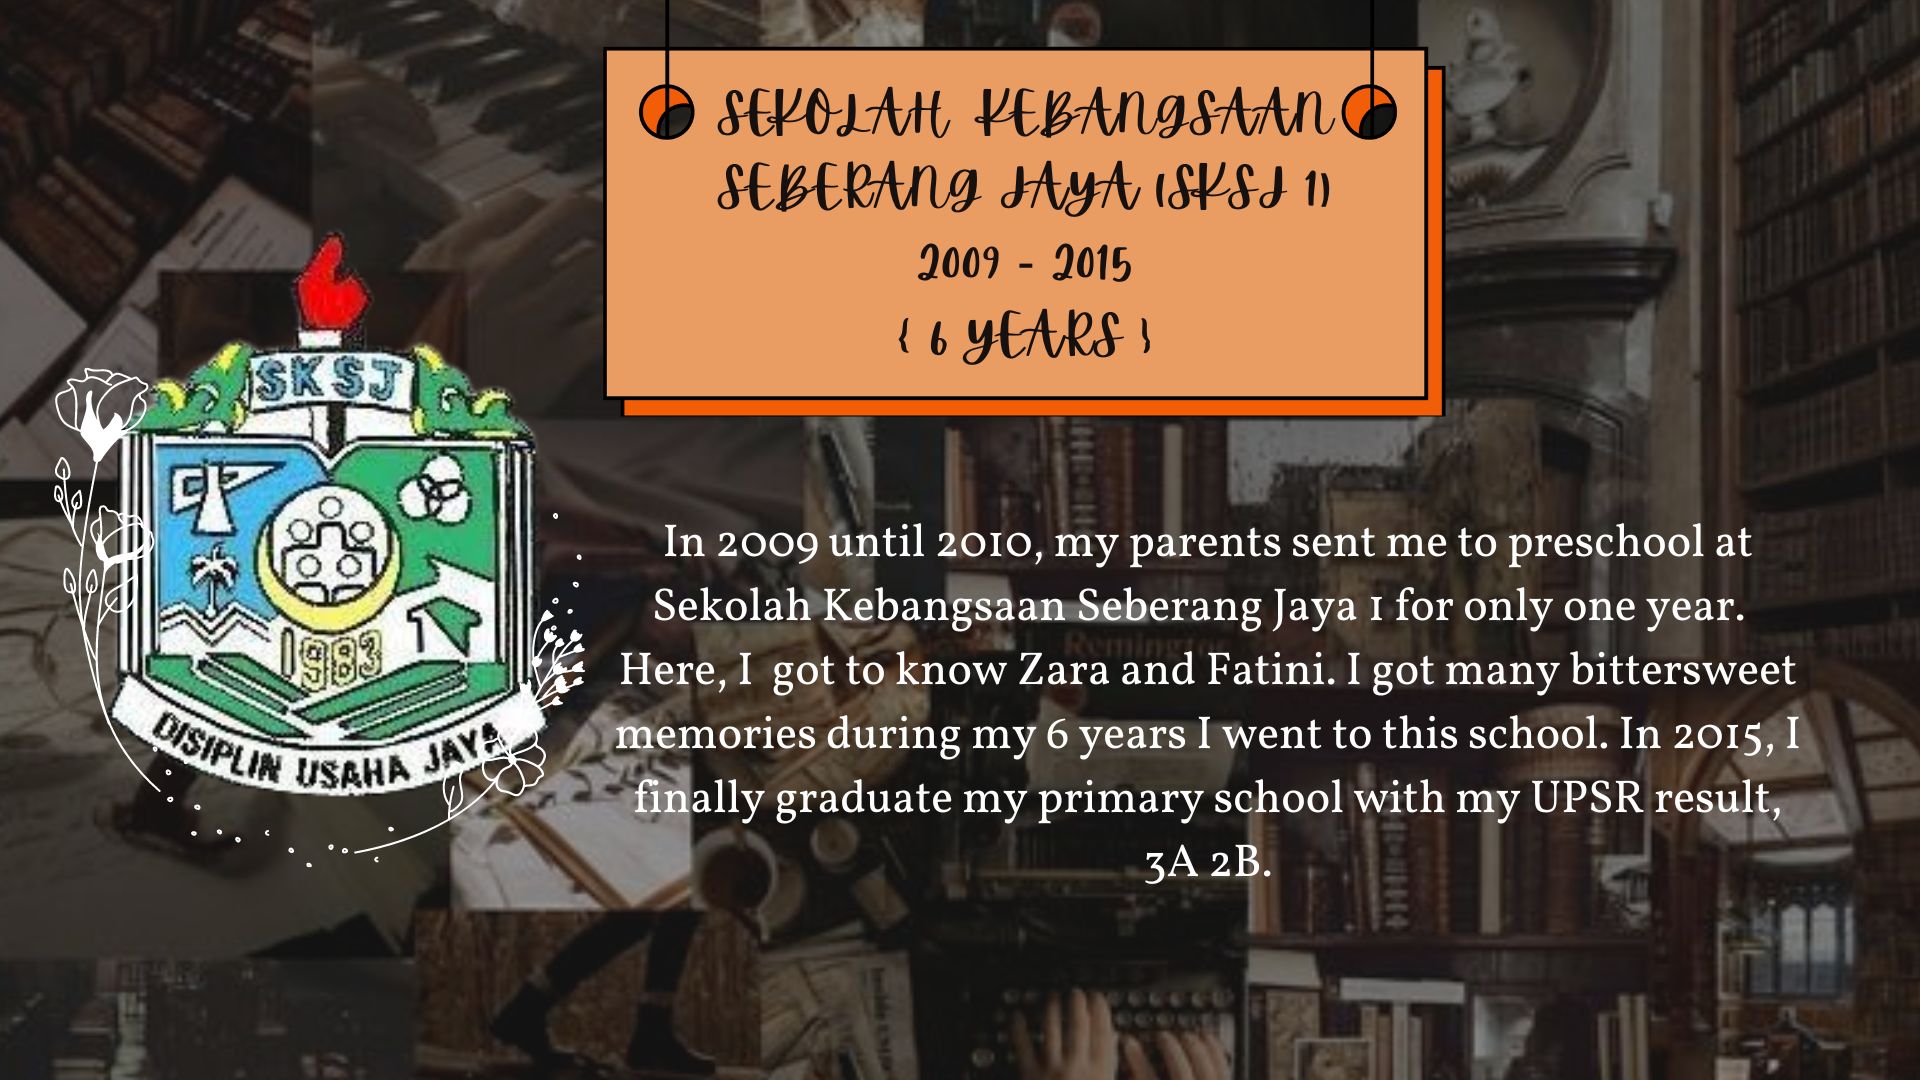 SEKOLAH KEBANGSAAN
SEBERANG JAYA (SKSJ 1)
2009 - 2015
{ 6 YEARS }
SKSJ
1983
DISIPLIN USAHA JAYA
In 2009 until 2010, my parents sent me to preschool at
Sekolah Kebangsaan Seberang Jaya 1 for only one year.
Here, I got to know Zara and Fatini. I got many bittersweet
memories during my 6 years I went to this school. In 2015, I
finally graduate my primary school with my UPSR result,
3A 2B.
Remington